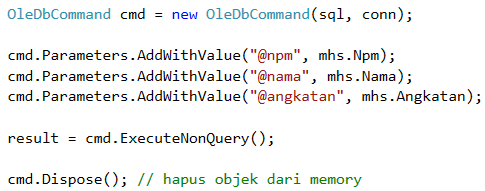 OleDbCommand cmd = new OleDbCommand(sql, conn);
cmd.Parameters.AddWithValue("@npm", mhs.Npm);
cmd.Parameters.AddWithValue("@nama", mhs.Nama);
cmd.Parameters.AddWithValue("@angkatan", mhs.Angkatan);
result = cmd.ExecuteNonQuery();
cmd.Dispose(); // hapus objek dari memory